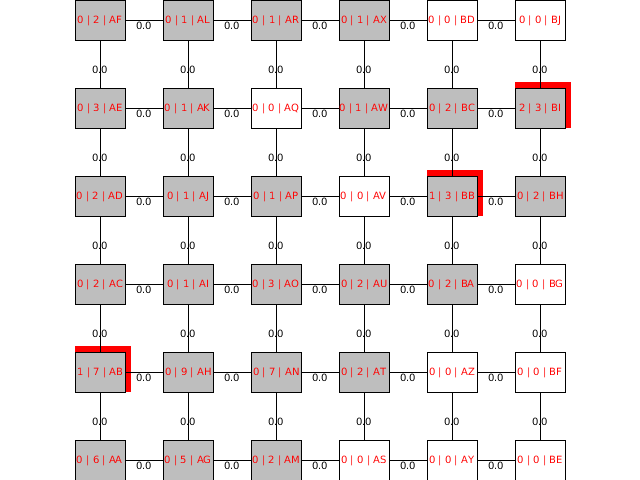 0 | 2 | AF 0.0 0 | 1 | AL 0.0 0 | 1 | AR 0.0 0 | 1 | AX 0.0 0 | 0 | BD 0.0 0 | 0 | BJ
0.0 0.0 0.0 0.0 0.0 0.0
0 | 3 | AE 0.0 0 | 1 | AK 0.0 0 | 0 | AQ 0.0 0 | 1 | AW 0.0 0 | 2 | BC 0.0 2 | 3 | BI
0.0 0.0 0.0 0.0 0.0 0.0
0 | 2 | AD 0.0 0 | 1 | AJ 0.0 0 | 1 | AP 0.0 0 | 0 | AV 0.0 1 | 3 | BB 0.0 0 | 2 | BH
0.0 0.0 0.0 0.0 0.0 0.0
0 | 2 | AC 0.0 0 | 1 | AI 0.0 0 | 3 | AO 0.0 0 | 2 | AU 0.0 0 | 2 | BA 0.0 0 | 0 | BG
0.0 0.0 0.0 0.0 0.0 0.0
1 | 7 | AB 0.0 0 | 9 | AH 0.0 0 | 7 | AN 0.0 0 | 2 | AT 0.0 0 | 0 | AZ 0.0 0 | 0 | BF
0.0 0.0 0.0 0.0 0.0 0.0
0 | 6 | AA 0.0 0 | 5 | AG 0.0 0 | 2 | AM 0.0 0 | 0 | AS 0.0 0 | 0 | AY 0.0 0 | 0 | BE